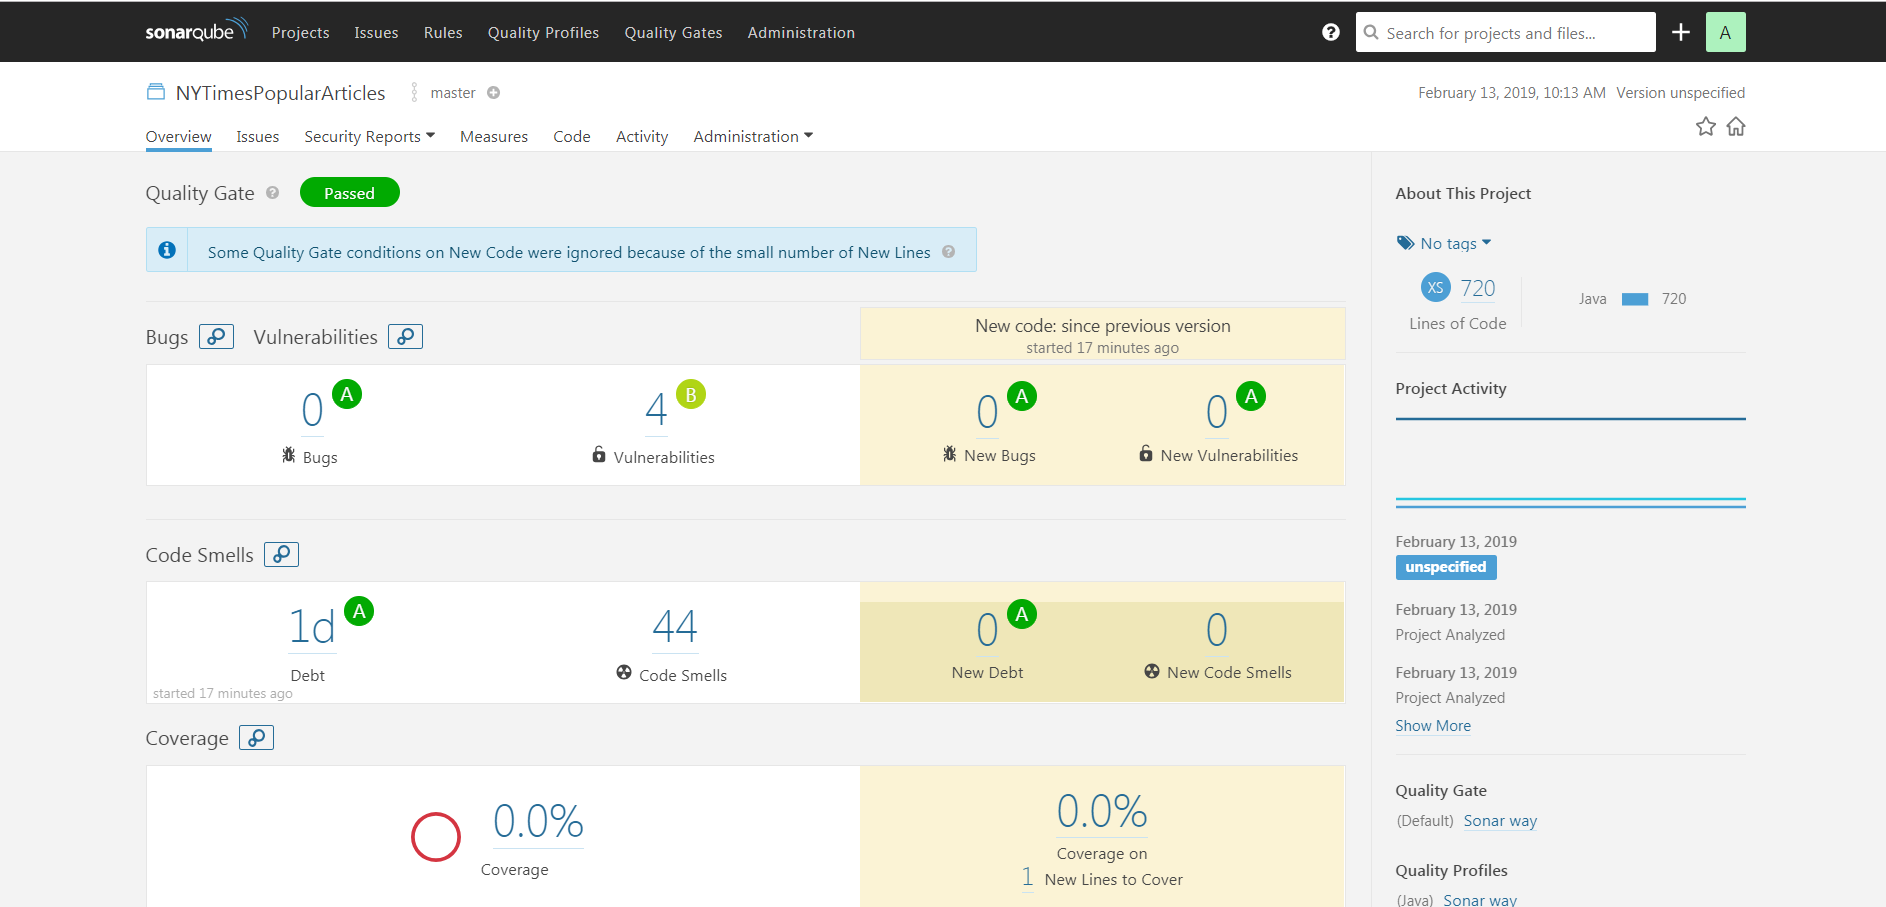 sonarqube Projects Issues Rules Quality Profiles Quality Gates Administration ? Search for projects and files... + A
NYTimesPopularArticles master February 13, 2019, 10:13 AM Version unspecified
Overview Issues Security Reports Measures Code Activity Administration
Quality Gate ? Passed
Some Quality Gate conditions on New Code were ignored because of the small number of New Lines ?
Bugs Vulnerabilities
New code: since previous version
started 17 minutes ago
0 A 4 B 0 A 0 A
Bugs Vulnerabilities New Bugs New Vulnerabilities
Code Smells
1d A 44 0 A 0
Debt Code Smells New Debt New Code Smells
started 17 minutes ago
Coverage
0.0% 0.0%
Coverage Coverage on
1 New Lines to Cover
About This Project
No tags
XS 720 Java 720
Lines of Code
Project Activity
February 13, 2019
unspecified
February 13, 2019
Project Analyzed
February 13, 2019
Project Analyzed
Show More
Quality Gate
(Default) Sonar way
Quality Profiles
(Java) Sonar way